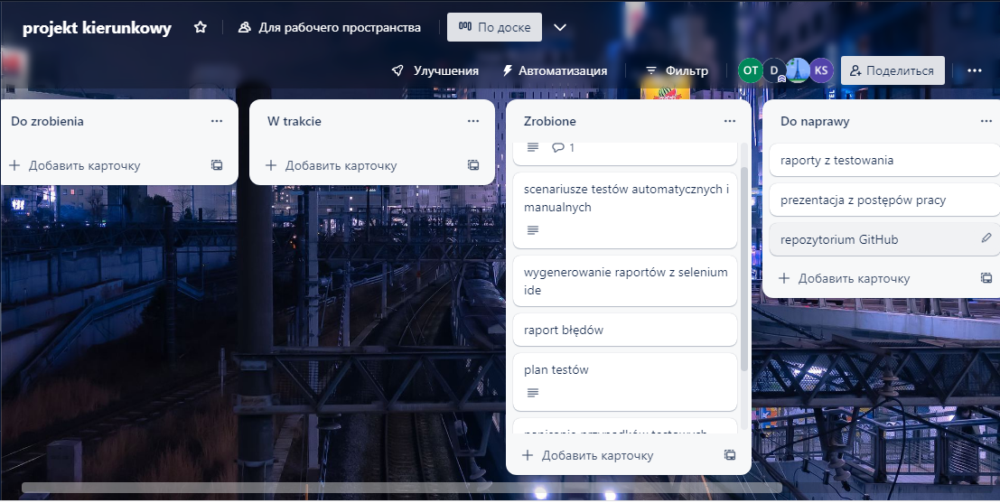 projekt kierunkowy
Для рабочего пространства
По доске
Улучшения
Автоматизация
Фильтр
OT
D
KS
Поделиться
Do zrobienia
Добавить карточку
W trakcie
Добавить карточку
Zrobione
1
scenariusze testów automatycznych i
manualnych
wygenerowanie raportów z selenium
ide
raport błędów
plan testów
Добавить карточку
Do naprawy
raporty z testowania
prezentacja z postępów pracy
repozytorium GitHub
Добавить карточку